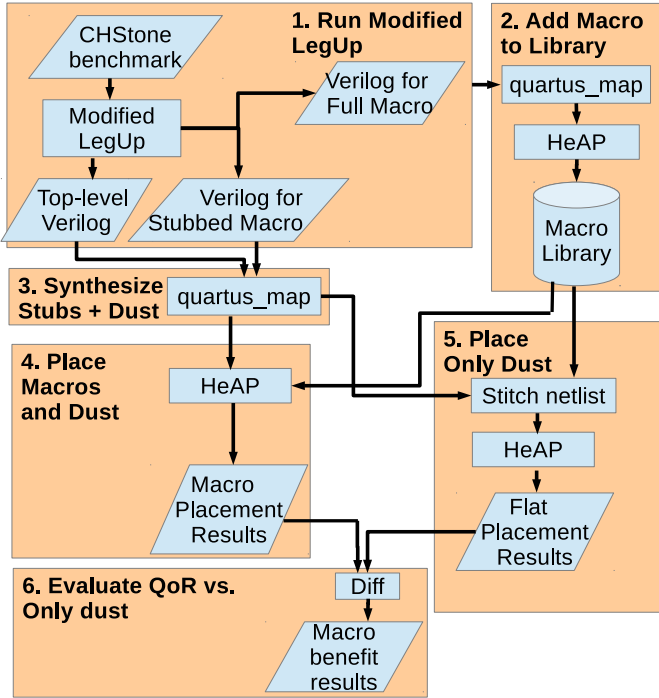 1. Run Modified
LegUp
CHStone
benchmark
Modified
LegUp
Verilog for
Full Macro
Top-level
Verilog
Verilog for
Stubbed Macro
2. Add Macro
to Library
quartus_map
HeAP
Macro
Library
3. Synthesize
Stubs + Dust
quartus_map
4. Place
Macros
and Dust
HeAP
Macro
Placement
Results
5. Place
Only Dust
Stitch netlist
HeAP
Flat
Placement
Results
6. Evaluate QoR vs.
Only dust
Diff
Macro
benefit
results